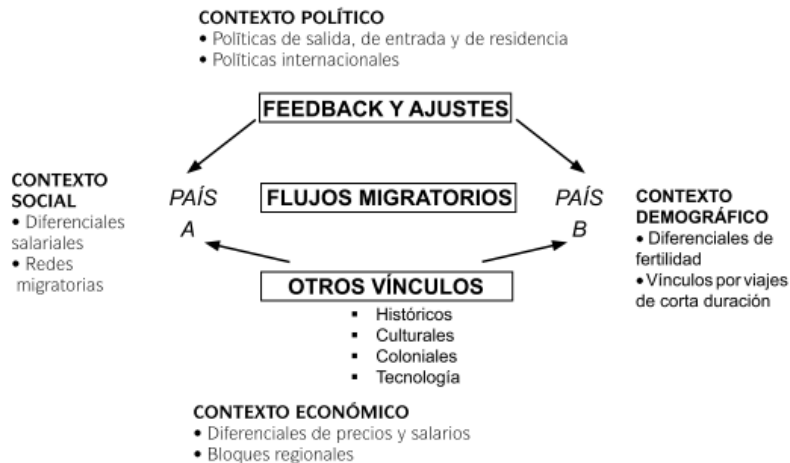 CONTEXTO POLÍTICO
• Políticas de salida, de entrada y de residencia
• Políticas internacionales
FEEDBACK Y AJUSTES
CONTEXTO
SOCIAL
• Diferenciales
salariales
• Redes
migratorias
PAÍS
A
FLUJOS MIGRATORIOS
PAÍS
B
CONTEXTO
DEMOGRÁFICO
• Diferenciales de
fertilidad
• Vínculos por viajes
de corta duración
OTROS VÍNCULOS
▪ Históricos
▪ Culturales
▪ Coloniales
▪ Tecnología
CONTEXTO ECONÓMICO
• Diferenciales de precios y salarios
• Bloques regionales